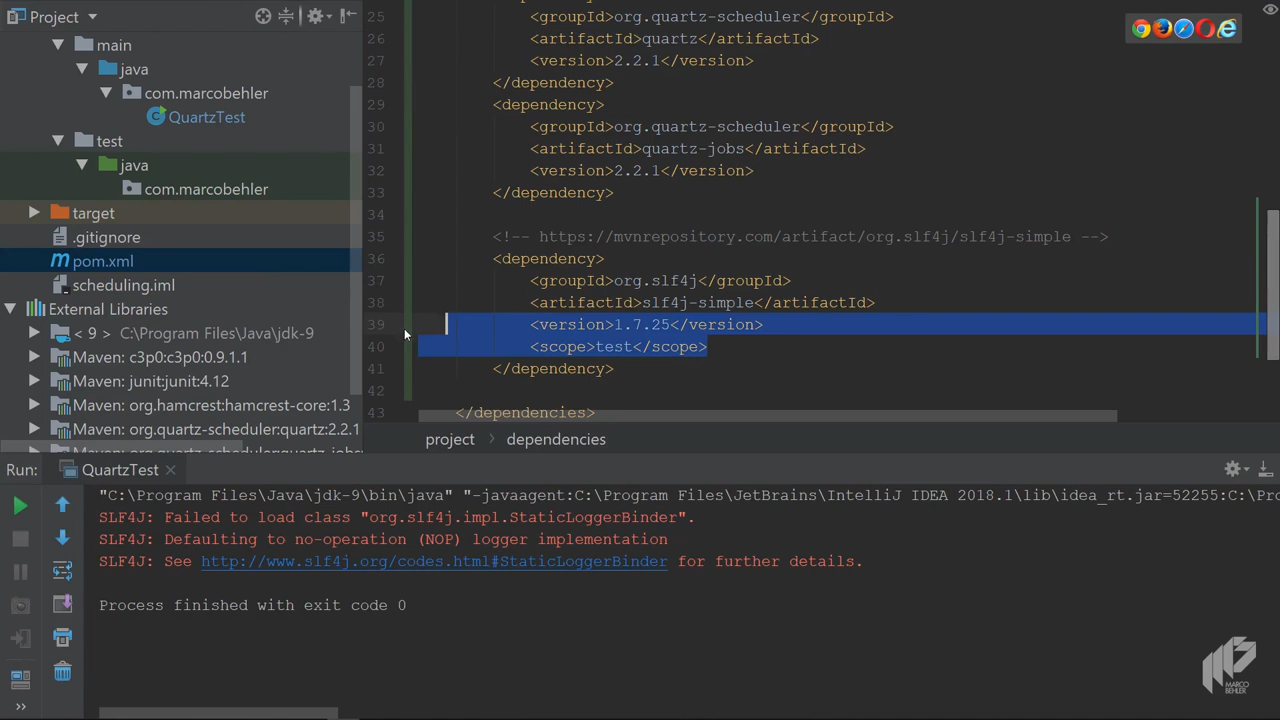 Project
main
java
com.marcobehler
QuartzTest
test
java
com.marcobehler
target
.gitignore
pom.xml
scheduling.iml
External Libraries
< 9 > C:\Program Files\Java\jdk-9
Maven: c3p0:c3p0:0.9.1.1
Maven: junit:junit:4.12
Maven: org.hamcrest:hamcrest-core:1.3
Maven: org.quartz-scheduler:quartz:2.2.1
Maven: org.quartz-scheduler:quartz-jobs
25 <groupId>org.quartz-scheduler</groupId>
26 <artifactId>quartz</artifactId>
27 <version>2.2.1</version>
28 </dependency>
29 <dependency>
30 <groupId>org.quartz-scheduler</groupId>
31 <artifactId>quartz-jobs</artifactId>
32 <version>2.2.1</version>
33 </dependency>
34
35 <!-- https://mvnrepository.com/artifact/org.slf4j/slf4j-simple -->
36 <dependency>
37 <groupId>org.slf4j</groupId>
38 <artifactId>slf4j-simple</artifactId>
39 <version>1.7.25</version>
40 <scope>test</scope>
41 </dependency>
42
43 </dependencies>
project > dependencies
Run: QuartzTest
"C:\Program Files\Java\jdk-9\bin\java" "-javaagent:C:\Program Files\JetBrains\IntelliJ IDEA 2018.1\lib\idea_rt.jar=52255:C:\Pro
SLF4J: Failed to load class "org.slf4j.impl.StaticLoggerBinder".
SLF4J: Defaulting to no-operation (NOP) logger implementation
SLF4J: See http://www.slf4j.org/codes.html#StaticLoggerBinder for further details.
Process finished with exit code 0
MARCO
BEHLER